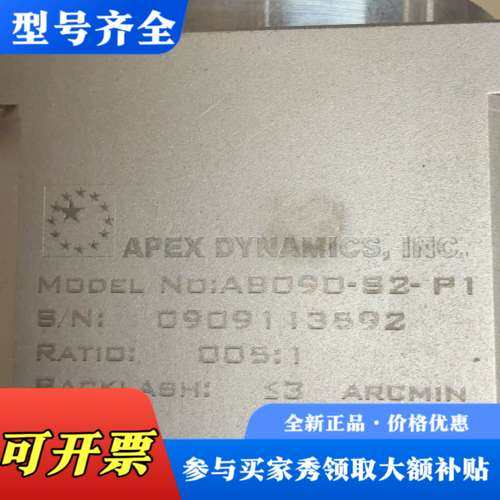 型号齐全
APEX DYNAMICS, INC.
MODEL NO:AB090-S2-P1
S/N: 0909113592
RATIO: 005:1
BACKLASH: ≤3 ARCMIN
可开票
全新正品·价格优惠
参与买家秀领取大额补贴